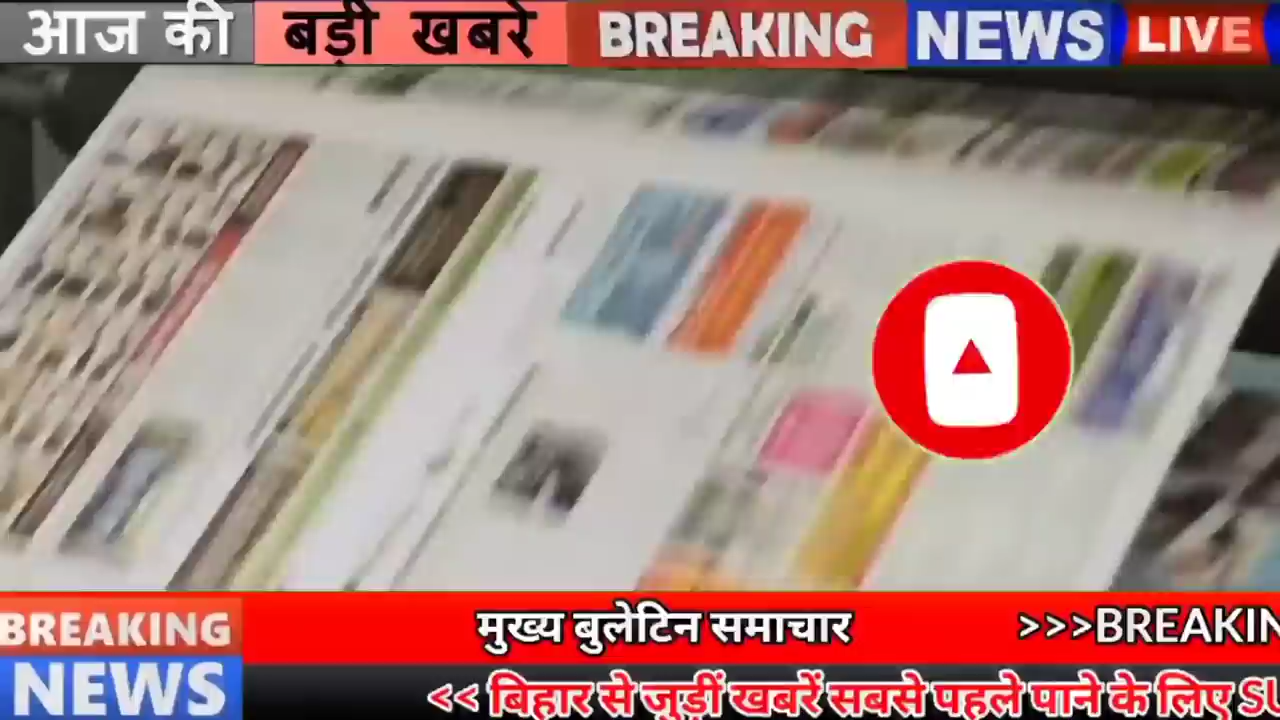 आज की बड़ी खबरे BREAKING NEWS LIVE
BREAKING
NEWS
मुख्य बुलेटिन समाचार >>>BREAKIN
<< बिहार से जुड़ीं खबरें सबसे पहले पाने के लिए SU